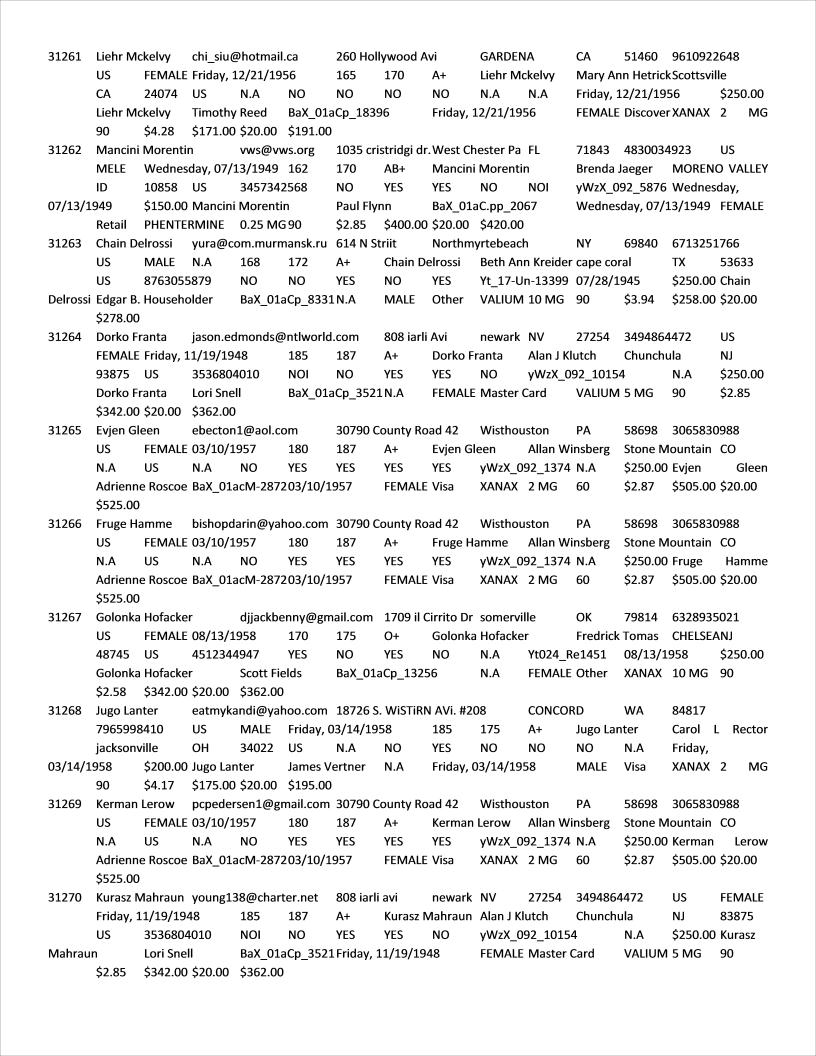 31261 Liehr Mckelvy chi_siu@hotmail.ca 260 Hollywood Avi GARDENA CA 51460 9610922648
US FEMALE Friday, 12/21/1956 165 170 A+ Liehr Mckelvy Mary Ann Hetrick Scottsville
CA 24074 US N.A NO NO NO NO N.A N.A Friday, 12/21/1956 $250.00
Liehr Mckelvy Timothy Reed BaX_01aCp_18396 Friday, 12/21/1956 FEMALE Discover XANAX 2 MG
90 $4.28 $171.00 $20.00 $191.00
31262 Mancini Morentin vws@vws.org 1035 cristridgi dr. West Chester Pa FL 71843 4830034923 US
MELE Wednesday, 07/13/1949 162 170 AB+ Mancini Morentin Brenda Jaeger MORENO VALLEY
ID 10858 US 3457342568 NO YES YES NO NOI yWzX_092_5876 Wednesday,
07/13/1949 $150.00 Mancini Morentin Paul Flynn BaX_01aC.pp_2067 Wednesday, 07/13/1949 FEMALE
Retail PHENTERMINE 0.25 MG 90 $2.85 $400.00 $20.00 $420.00
31263 Chain Delrossi yura@com.murmansk.ru 614 N Striit Northmyrtebeach NY 69840 6713251766
US MALE N.A 168 172 A+ Chain Delrossi Beth Ann Kreider cape coral TX 53633
US 8763055879 NO NO YES NO YES Yt_17-Un-13399 07/28/1945 $250.00 Chain
Delrossi Edgar B. Householder BaX_01aCp_8331 N.A MALE Other VALIUM 10 MG 90 $3.94 $258.00 $20.00
$278.00
31264 Dorko Franta jason.edmonds@ntlworld.com 808 iarli Avi newark NV 27254 3494864472 US
FEMALE Friday, 11/19/1948 185 187 A+ Dorko Franta Alan J Klutch Chunchula NJ
93875 US 3536804010 NOI NO YES YES NO yWzX_092_10154 N.A $250.00
Dorko Franta Lori Snell BaX_01aCp_3521 N.A FEMALE Master Card VALIUM 5 MG 90 $2.85
$342.00 $20.00 $362.00
31265 Evjen Gleen ebecton1@aol.com 30790 County Road 42 Wisthouston PA 58698 3065830988
US FEMALE 03/10/1957 180 187 A+ Evjen Gleen Allan Winsberg Stone Mountain CO
N.A US N.A NO YES YES YES YES yWzX_092_1374 N.A $250.00 Evjen Gleen
Adrienne Roscoe BaX_01acM-2872 03/10/1957 FEMALE Visa XANAX 2 MG 60 $2.87 $505.00 $20.00
$525.00
31266 Fruge Hamme bishopdarin@yahoo.com 30790 County Road 42 Wisthouston PA 58698 3065830988
US FEMALE 03/10/1957 180 187 A+ Fruge Hamme Allan Winsberg Stone Mountain CO
N.A US N.A NO YES YES YES YES yWzX_092_1374 N.A $250.00 Fruge Hamme
Adrienne Roscoe BaX_01acM-2872 03/10/1957 FEMALE Visa XANAX 2 MG 60 $2.87 $505.00 $20.00
$525.00
31267 Golonka Hofacker djjackbenny@gmail.com 1709 il Cirrito Dr somerville OK 79814 6328935021
US FEMALE 08/13/1958 170 175 O+ Golonka Hofacker Fredrick Tomas CHELSEA NJ
48745 US 4512344947 YES NO YES NO N.A Yt024_Re1451 08/13/1958 $250.00
Golonka Hofacker Scott Fields BaX_01aCp_13256 N.A FEMALE Other XANAX 10 MG 90
$2.58 $342.00 $20.00 $362.00
31268 Jugo Lanter eatmykandi@yahoo.com 18726 S. WiSTiRN AVi. #208 CONCORD WA 84817
7965998410 US MALE Friday, 03/14/1958 185 175 A+ Jugo Lanter Carol L Rector
jacksonville OH 34022 US N.A NO YES NO NO NO N.A Friday,
03/14/1958 $200.00 Jugo Lanter James Vertner N.A Friday, 03/14/1958 MALE Visa XANAX 2 MG
90 $4.17 $175.00 $20.00 $195.00
31269 Kerman Lerow pcpedersen1@gmail.com 30790 County Road 42 Wisthouston PA 58698 3065830988
US FEMALE 03/10/1957 180 187 A+ Kerman Lerow Allan Winsberg Stone Mountain CO
N.A US N.A NO YES YES YES YES yWzX_092_1374 N.A $250.00 Kerman Lerow
Adrienne Roscoe BaX_01acM-2872 03/10/1957 FEMALE Visa XANAX 2 MG 60 $2.87 $505.00 $20.00
$525.00
31270 Kurasz Mahraun young138@charter.net 808 iarli avi newark NV 27254 3494864472 US FEMALE
Friday, 11/19/1948 185 187 A+ Kurasz Mahraun Alan J Klutch Chunchula NJ 83875
US 3536804010 NOI NO YES YES NO yWzX_092_10154 N.A $250.00 Kurasz
Mahraun Lori Snell BaX_01aCp_3521 Friday, 11/19/1948 FEMALE Master Card VALIUM 5 MG 90
$2.85 $342.00 $20.00 $362.00